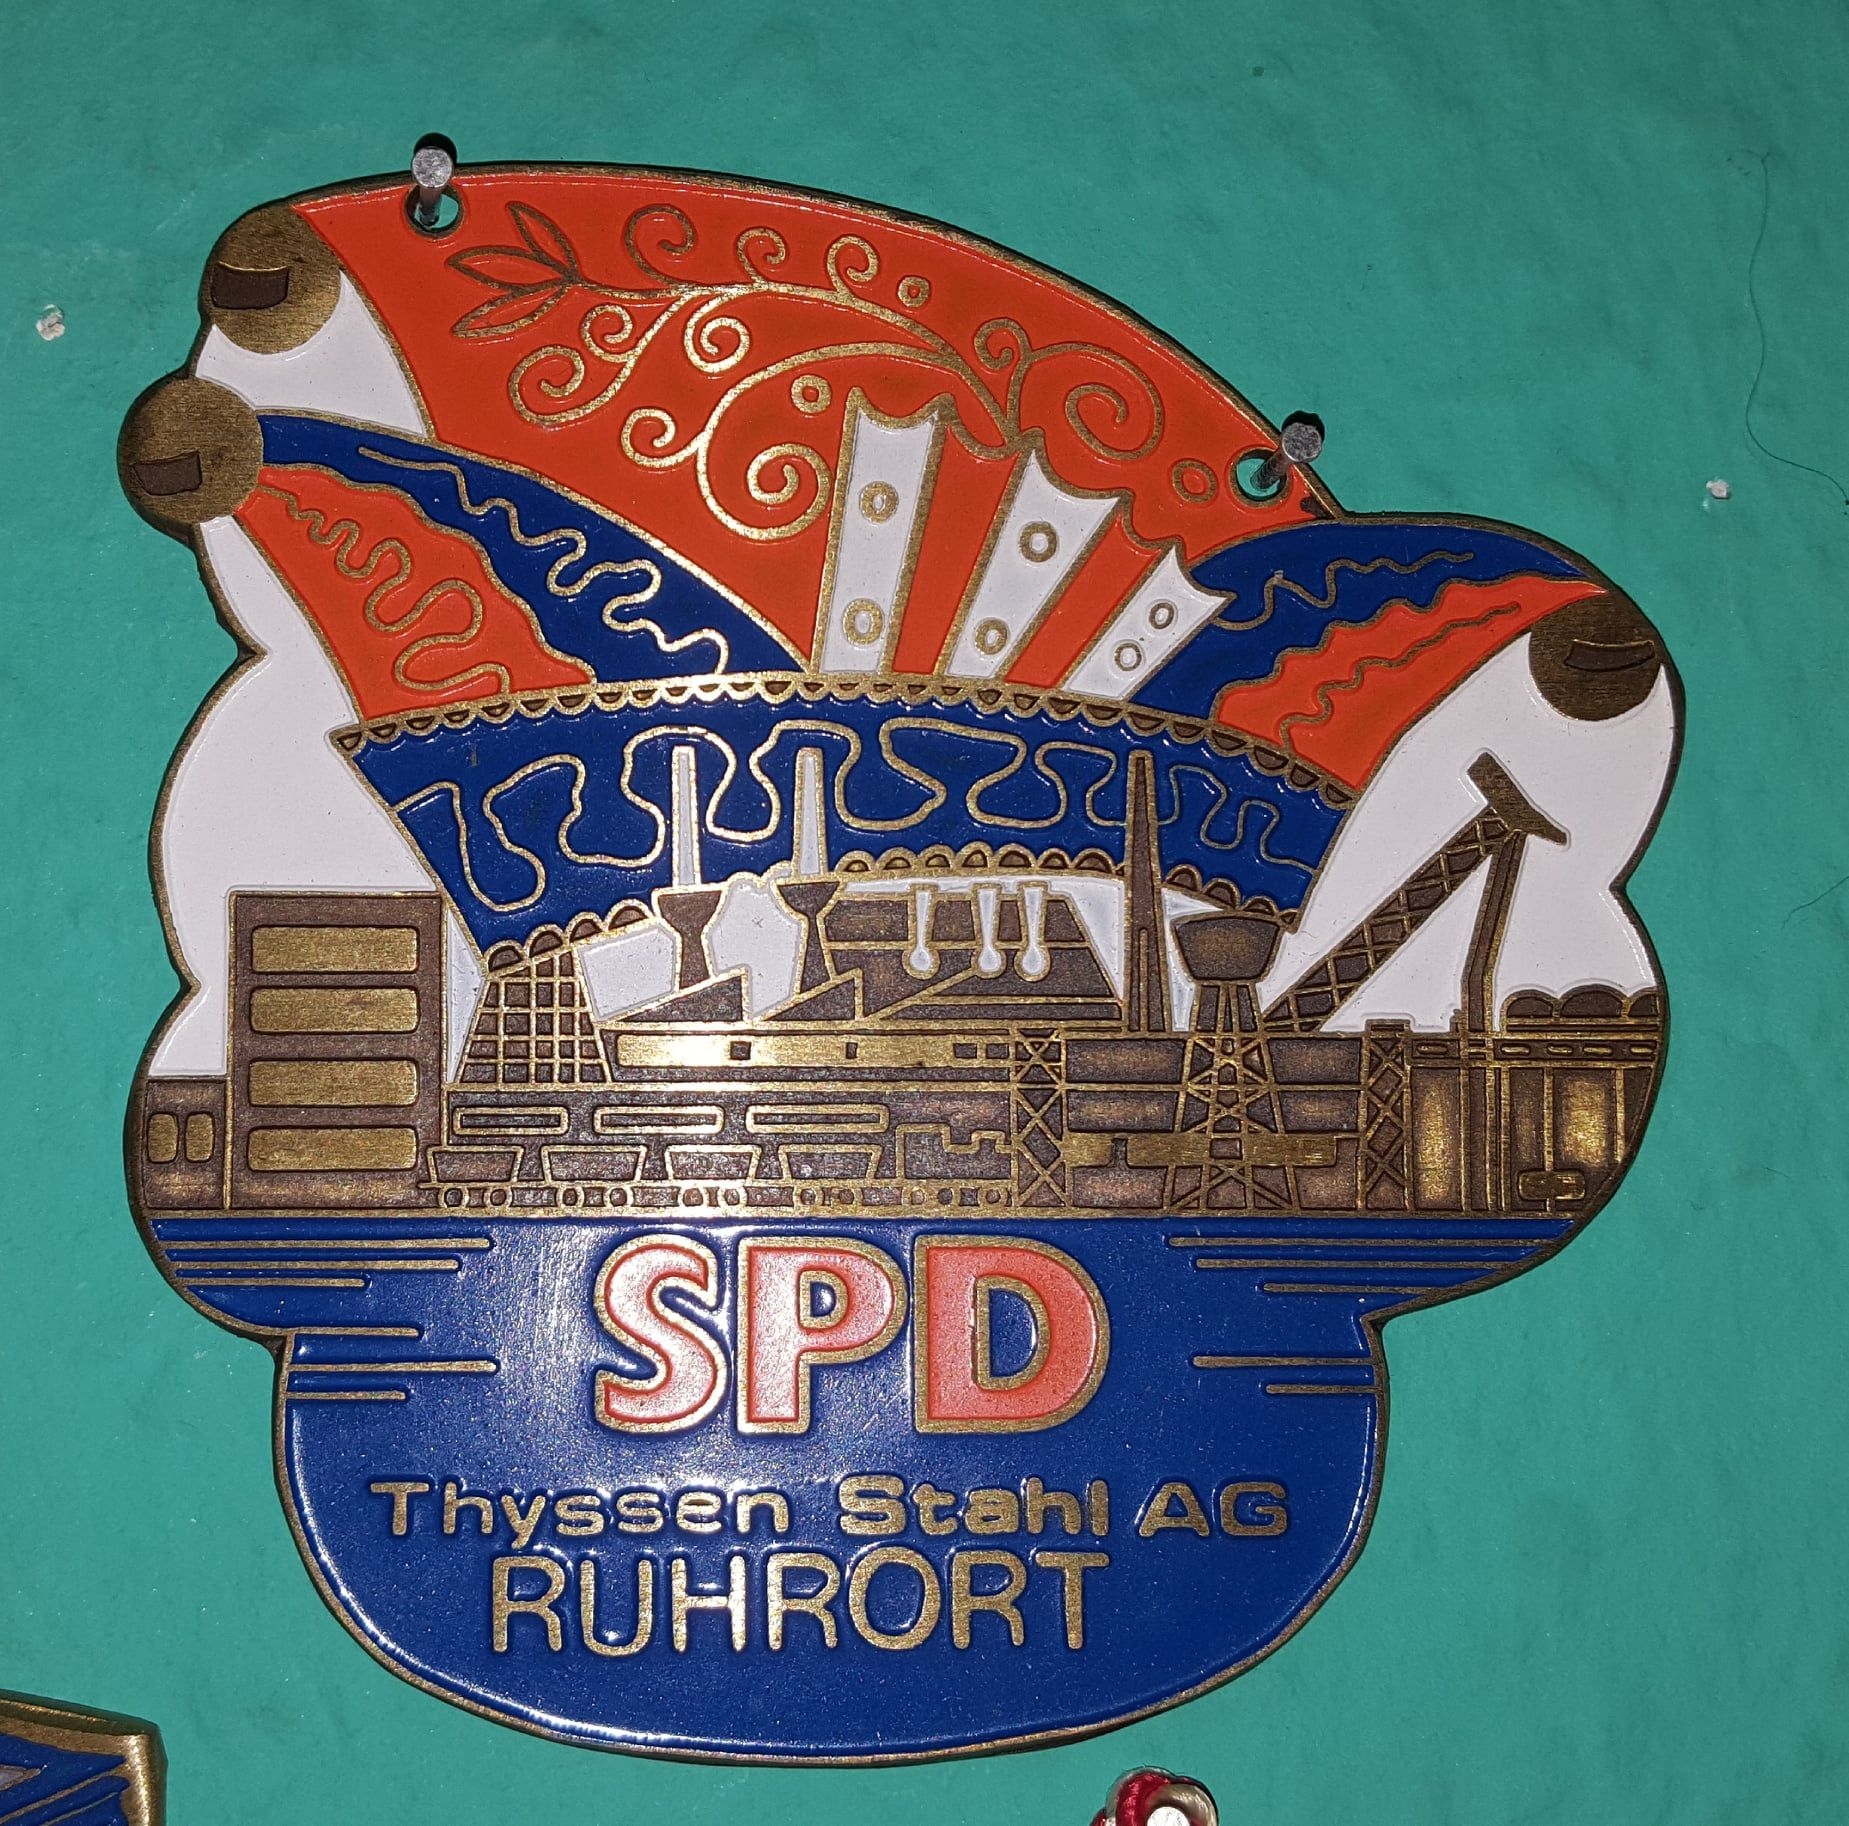 SPD
Thyssen Stahl AG
RUHRORT